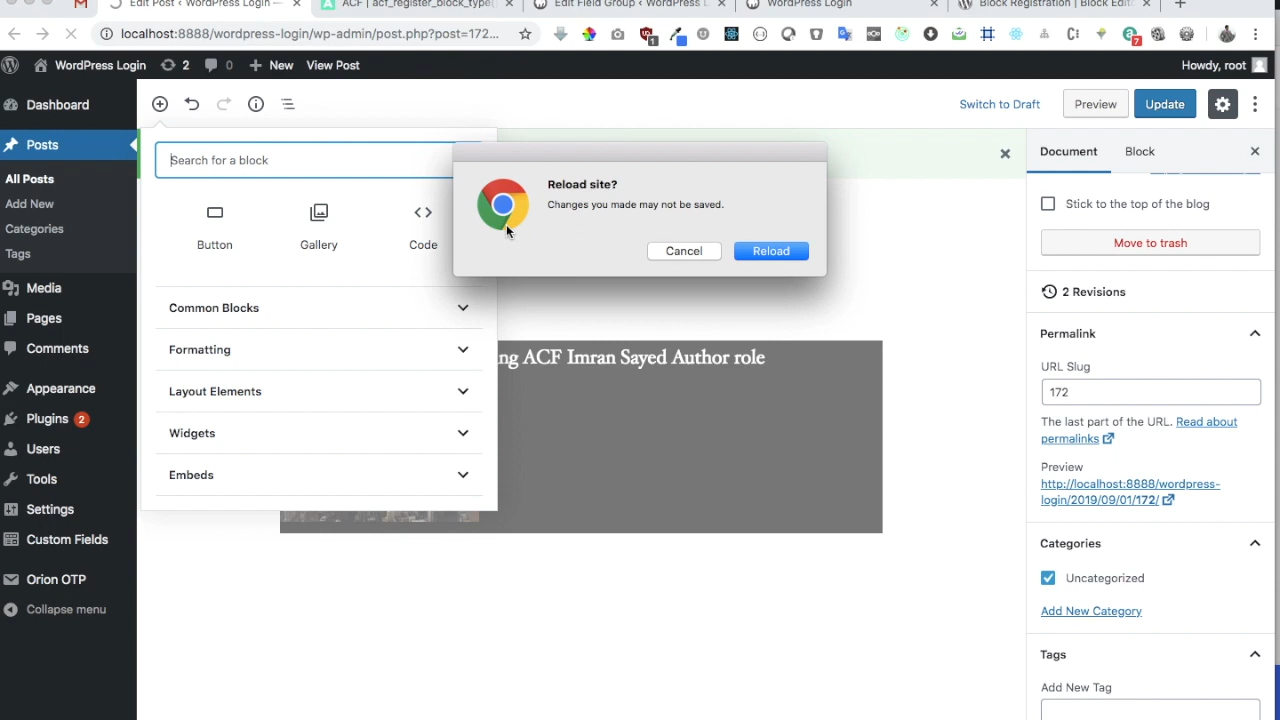 Edit Post ‹ WordPress Login —
ACF | acf_register_block_type(
Edit Field Group ‹ WordPress L
WordPress Login
Block Registration | Block Edit
localhost:8888/wordpress-login/wp-admin/post.php?post=172...
1
7
WordPress Login
2
0
New
View Post
Howdy, root
Dashboard
Posts
All Posts
Add New
Categories
Tags
Media
Pages
Comments
Appearance
Plugins 2
Users
Tools
Settings
Custom Fields
Orion OTP
Collapse menu
Switch to Draft
Preview
Update
Search for a block
Button
Gallery
Code
Common Blocks
Formatting
Layout Elements
Widgets
Embeds
Reload site?
Changes you made may not be saved.
Cancel
Reload
ng ACF Imran Sayed Author role
Document
Block
Stick to the top of the blog
Move to trash
2 Revisions
Permalink
URL Slug
172
The last part of the URL. Read about
permalinks
Preview
http://localhost:8888/wordpress-
login/2019/09/01/172/
Categories
Uncategorized
Add New Category
Tags
Add New Tag